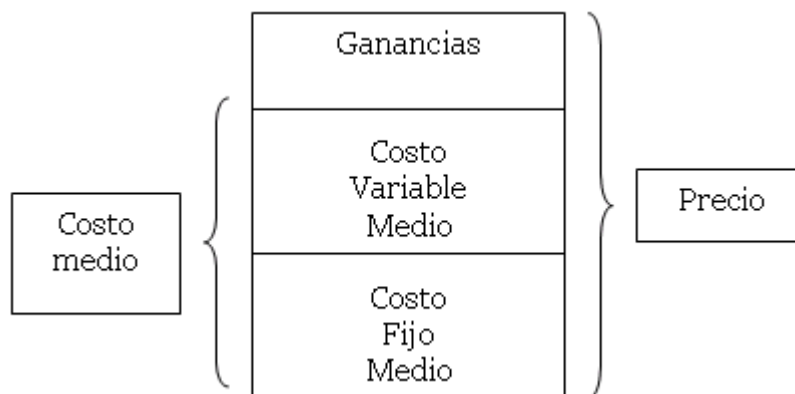 Ganancias
Costo
Variable
Medio
Costo
medio
Precio
Costo
Fijo
Medio